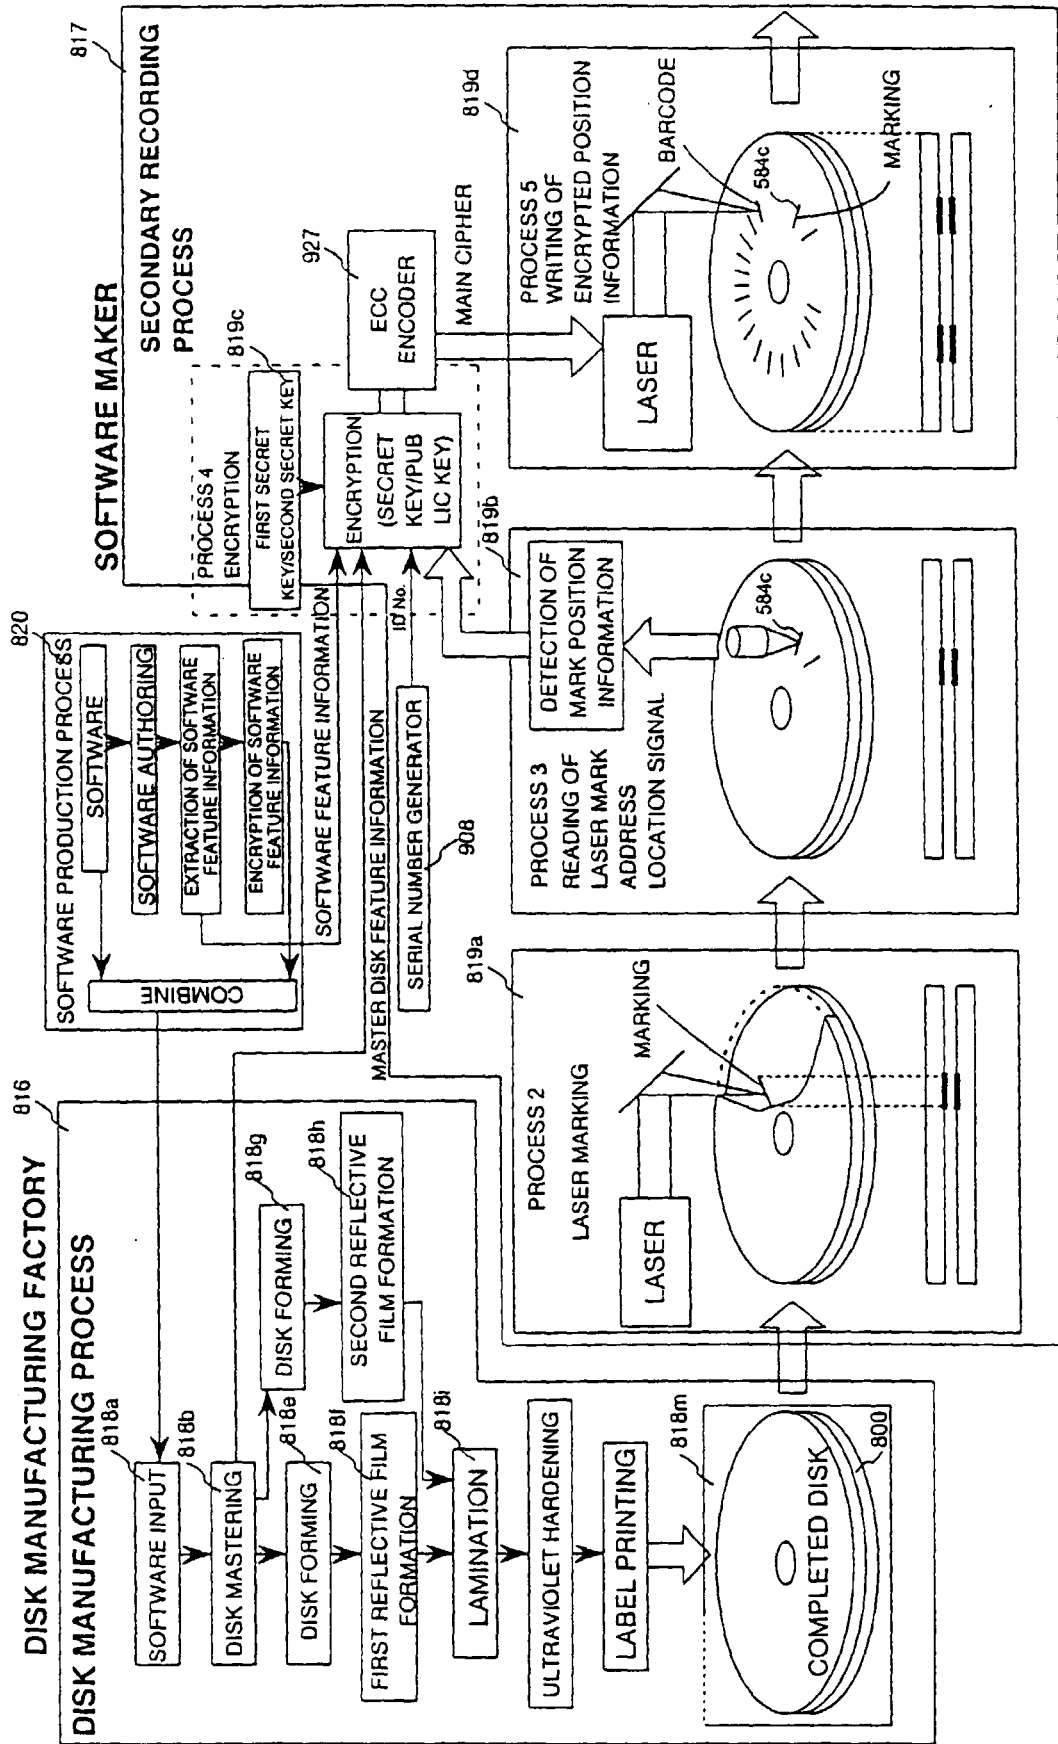 DISK MANUFACTURING FACTORY
816
DISK MANUFACTURING PROCESS
818a
SOFTWARE INPUT
818b
DISK MASTERING
818g
DISK FORMING
818e
DISK FORMING
818h
SECOND REFLECTIVE
FILM FORMATION
818f
FIRST REFLECTIVE FILM
FORMATION
818i
LAMINATION
ULTRAVIOLET HARDENING
LABEL PRINTING
818m
COMPLETED DISK
800
820
SOFTWARE PRODUCTION PROCESS
SOFTWARE
SOFTWARE AUTHORING
EXTRACTION OF SOFTWARE
FEATURE INFORMATION
ENCRYPTION OF SOFTWARE
FEATURE INFORMATION
COMBINE
SOFTWARE FEATURE INFORMATION
MASTER DISK FEATURE INFORMATION
SERIAL NUMBER GENERATOR
908
ID No.
SOFTWARE MAKER
817
SECONDARY RECORDING
PROCESS
PROCESS 4
ENCRYPTION
819c
FIRST SECRET
KEY/SECOND SECRET KEY
ENCRYPTION
(SECRET
KEY/PUB
LIC KEY)
927
ECC
ENCODER
MAIN CIPHER
819a
PROCESS 2
LASER MARKING
LASER
MARKING
819b
PROCESS 3
READING OF
LASER MARK
ADDRESS
LOCATION SIGNAL
DETECTION OF
MARK POSITION
INFORMATION
584c
819d
PROCESS 5
WRITING OF
ENCRYPTED POSITION
INFORMATION
LASER
BARCODE
584c
MARKING